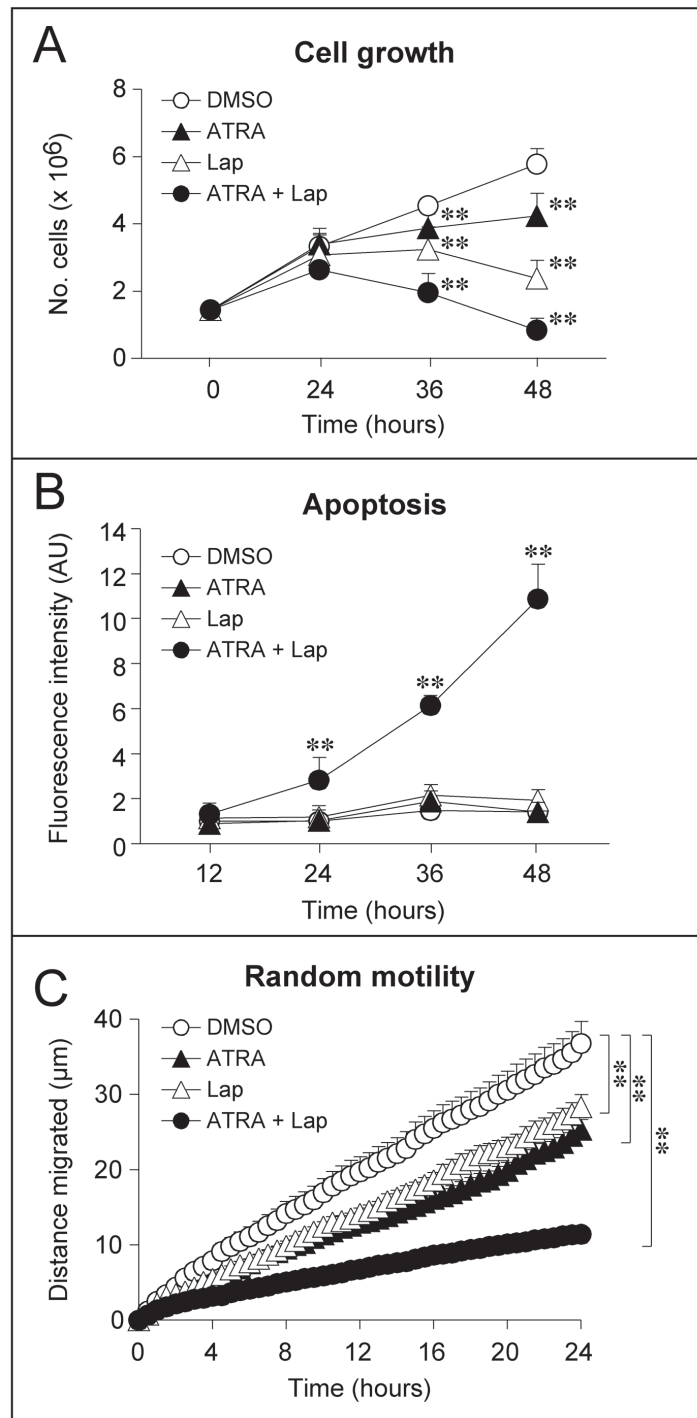 A
Cell growth
No. cells (x 10⁶)
8
6
4
2
0
DMSO
ATRA
Lap
ATRA + Lap
**
**
**
**
**
**
0
24
36
48
Time (hours)
B
Apoptosis
Fluorescence intensity (AU)
14
12
10
8
6
4
2
0
DMSO
ATRA
Lap
ATRA + Lap
**
**
**
12
24
36
48
Time (hours)
C
Random motility
Distance migrated (µm)
40
30
20
10
0
DMSO
ATRA
Lap
ATRA + Lap
**
**
**
0
4
8
12
16
20
24
Time (hours)